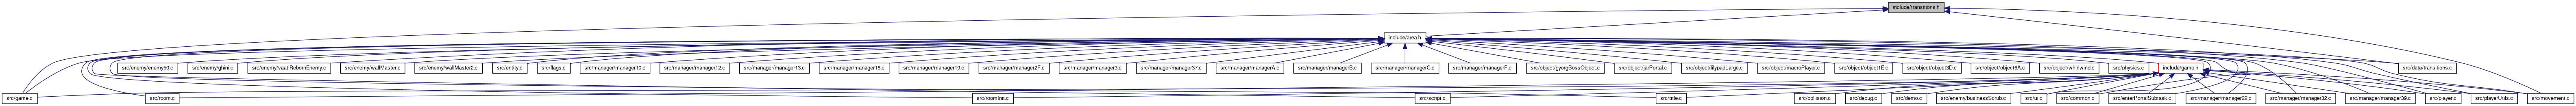 include/transitions.h
include/area.h
src/enemy/enemy50.c
src/enemy/ghini.c
src/enemy/vaatiRebornEnemy.c
src/enemy/wallMaster.c
src/enemy/wallMaster2.c
src/entity.c
src/flags.c
src/manager/manager10.c
src/manager/manager12.c
src/manager/manager13.c
src/manager/manager18.c
src/manager/manager19.c
src/manager/manager2F.c
src/manager/manager3.c
src/manager/manager37.c
src/manager/managerA.c
src/manager/managerB.c
src/manager/managerC.c
src/manager/managerF.c
src/object/gyorgBossObject.c
src/object/jarPortal.c
src/object/lilypadLarge.c
src/object/macroPlayer.c
src/object/object1E.c
src/object/object3D.c
src/object/object6A.c
src/object/whirlwind.c
src/physics.c
include/game.h
src/data/transitions.c
src/game.c
src/room.c
src/roomInit.c
src/script.c
src/title.c
src/collision.c
src/debug.c
src/demo.c
src/enemy/businessScrub.c
src/ui.c
src/common.c
src/enterPortalSubtask.c
src/manager/manager22.c
src/manager/manager32.c
src/manager/manager39.c
src/player.c
src/playerUtils.c
src/movement.c